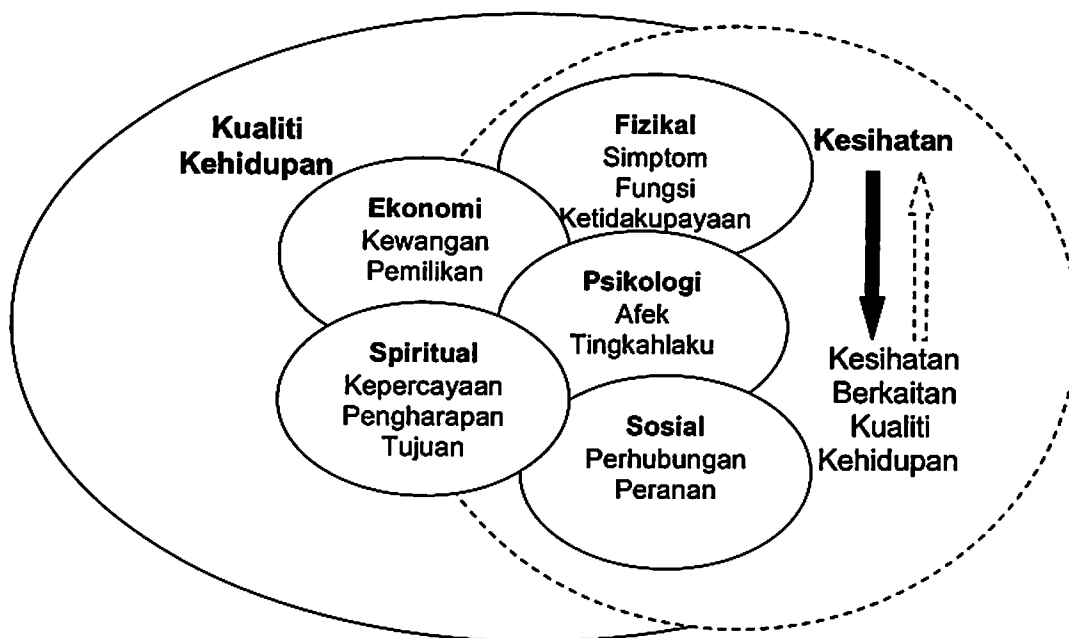 Kualiti
Kehidupan
Fizikal
Simptom
Fungsi
Ketidakupayaan
Kesihatan
Ekonomi
Kewangan
Pemilikan
Psikologi
Afek
Tingkahlaku
Spiritual
Kepercayaan
Pengharapan
Tujuan
Sosial
Perhubungan
Peranan
Kesihatan
Berkaitan
Kualiti
Kehidupan